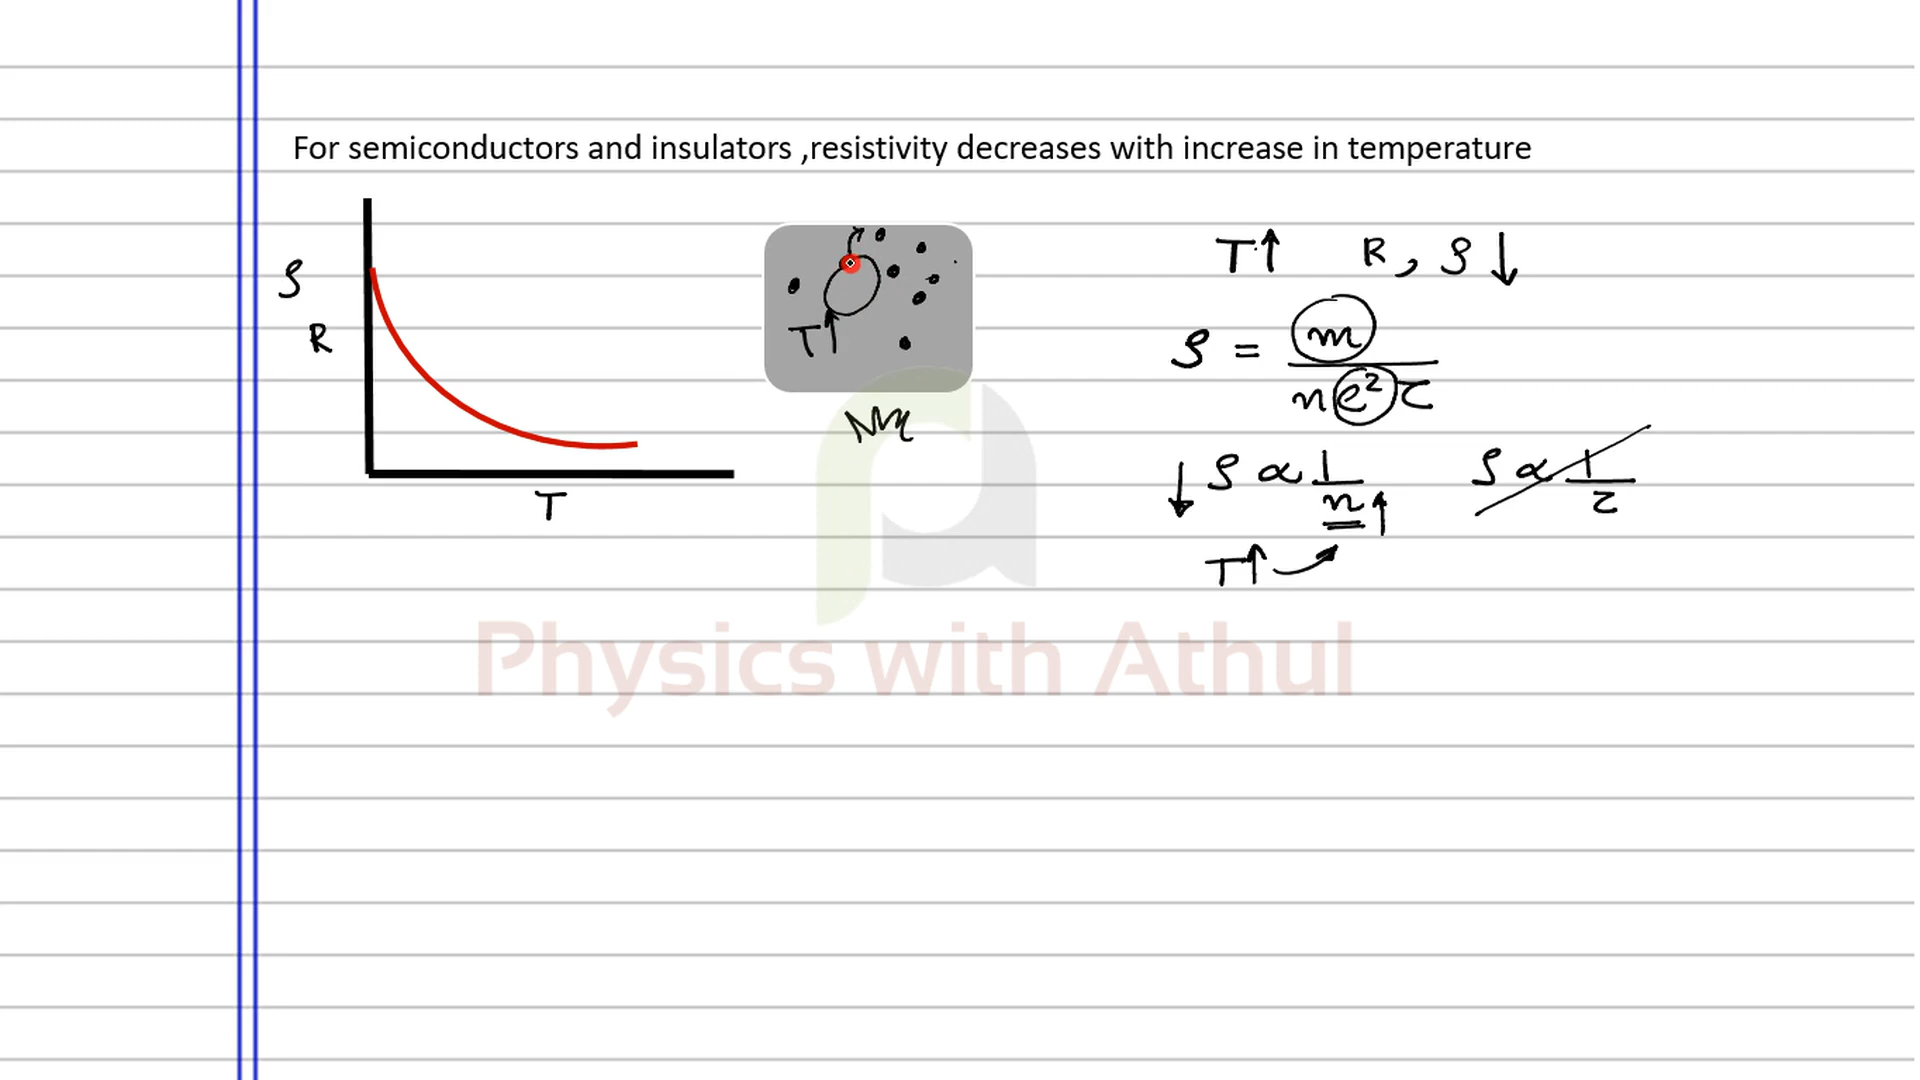 For semiconductors and insulators ,resistivity decreases with increase in temperature
ρ
R
T
T↑
T↑ R, ρ ↓
ρ = m / ne²τ
↓ ρ ∝ 1/n ↑
ρ ∝ 1/τ
T↑
Physics with Athul